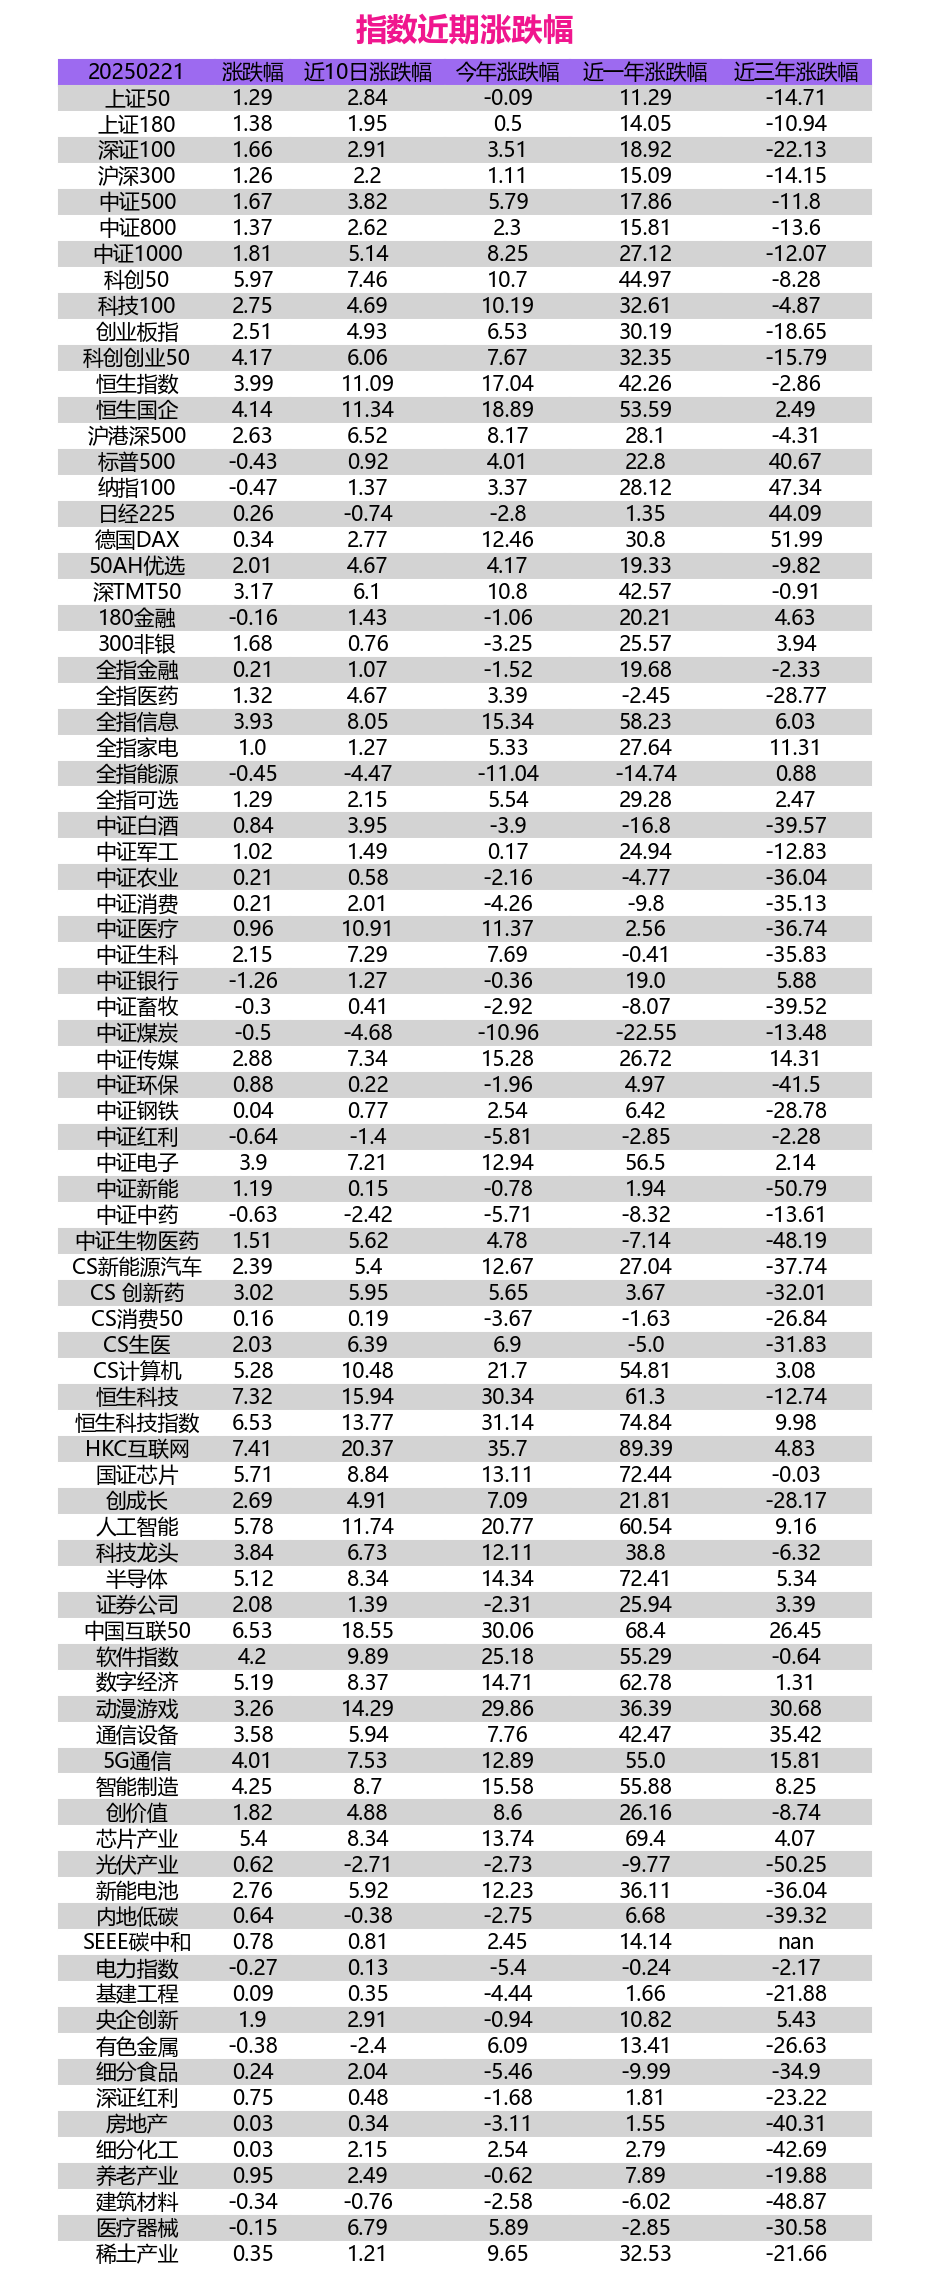 指数近期涨跌幅
20250221 涨跌幅 近10日涨跌幅 今年涨跌幅 近一年涨跌幅 近三年涨跌幅
上证50 1.29 2.84 -0.09 11.29 -14.71
上证180 1.38 1.95 0.5 14.05 -10.94
深证100 1.66 2.91 3.51 18.92 -22.13
沪深300 1.26 2.2 1.11 15.09 -14.15
中证500 1.67 3.82 5.79 17.86 -11.8
中证800 1.37 2.62 2.3 15.81 -13.6
中证1000 1.81 5.14 8.25 27.12 -12.07
科创50 5.97 7.46 10.7 44.97 -8.28
科技100 2.75 4.69 10.19 32.61 -4.87
创业板指 2.51 4.93 6.53 30.19 -18.65
科创创业50 4.17 6.06 7.67 32.35 -15.79
恒生指数 3.99 11.09 17.04 42.26 -2.86
恒生国企 4.14 11.34 18.89 53.59 2.49
沪港深500 2.63 6.52 8.17 28.1 -4.31
标普500 -0.43 0.92 4.01 22.8 40.67
纳指100 -0.47 1.37 3.37 28.12 47.34
日经225 0.26 -0.74 -2.8 1.35 44.09
德国DAX 0.34 2.77 12.46 30.8 51.99
50AH优选 2.01 4.67 4.17 19.33 -9.82
深TMT50 3.17 6.1 10.8 42.57 -0.91
180金融 -0.16 1.43 -1.06 20.21 4.63
300非银 1.68 0.76 -3.25 25.57 3.94
全指金融 0.21 1.07 -1.52 19.68 -2.33
全指医药 1.32 4.67 3.39 -2.45 -28.77
全指信息 3.93 8.05 15.34 58.23 6.03
全指家电 1.0 1.27 5.33 27.64 11.31
全指能源 -0.45 -4.47 -11.04 -14.74 0.88
全指可选 1.29 2.15 5.54 29.28 2.47
中证白酒 0.84 3.95 -3.9 -16.8 -39.57
中证军工 1.02 1.49 0.17 24.94 -12.83
中证农业 0.21 0.58 -2.16 -4.77 -36.04
中证消费 0.21 2.01 -4.26 -9.8 -35.13
中证医疗 0.96 10.91 11.37 2.56 -36.74
中证生科 2.15 7.29 7.69 -0.41 -35.83
中证银行 -1.26 1.27 -0.36 19.0 5.88
中证畜牧 -0.3 0.41 -2.92 -8.07 -39.52
中证煤炭 -0.5 -4.68 -10.96 -22.55 -13.48
中证传媒 2.88 7.34 15.28 26.72 14.31
中证环保 0.88 0.22 -1.96 4.97 -41.5
中证钢铁 0.04 0.77 2.54 6.42 -28.78
中证红利 -0.64 -1.4 -5.81 -2.85 -2.28
中证电子 3.9 7.21 12.94 56.5 2.14
中证新能 1.19 0.15 -0.78 1.94 -50.79
中证中药 -0.63 -2.42 -5.71 -8.32 -13.61
中证生物医药 1.51 5.62 4.78 -7.14 -48.19
CS新能源汽车 2.39 5.4 12.67 27.04 -37.74
CS 创新药 3.02 5.95 5.65 3.67 -32.01
CS消费50 0.16 0.19 -3.67 -1.63 -26.84
CS生医 2.03 6.39 6.9 -5.0 -31.83
CS计算机 5.28 10.48 21.7 54.81 3.08
恒生科技 7.32 15.94 30.34 61.3 -12.74
恒生科技指数 6.53 13.77 31.14 74.84 9.98
HKC互联网 7.41 20.37 35.7 89.39 4.83
国证芯片 5.71 8.84 13.11 72.44 -0.03
创成长 2.69 4.91 7.09 21.81 -28.17
人工智能 5.78 11.74 20.77 60.54 9.16
科技龙头 3.84 6.73 12.11 38.8 -6.32
半导体 5.12 8.34 14.34 72.41 5.34
证券公司 2.08 1.39 -2.31 25.94 3.39
中国互联50 6.53 18.55 30.06 68.4 26.45
软件指数 4.2 9.89 25.18 55.29 -0.64
数字经济 5.19 8.37 14.71 62.78 1.31
动漫游戏 3.26 14.29 29.86 36.39 30.68
通信设备 3.58 5.94 7.76 42.47 35.42
5G通信 4.01 7.53 12.89 55.0 15.81
智能制造 4.25 8.7 15.58 55.88 8.25
创价值 1.82 4.88 8.6 26.16 -8.74
芯片产业 5.4 8.34 13.74 69.4 4.07
光伏产业 0.62 -2.71 -2.73 -9.77 -50.25
新能电池 2.76 5.92 12.23 36.11 -36.04
内地低碳 0.64 -0.38 -2.75 6.68 -39.32
SEEE碳中和 0.78 0.81 2.45 14.14 nan
电力指数 -0.27 0.13 -5.4 -0.24 -2.17
基建工程 0.09 0.35 -4.44 1.66 -21.88
央企创新 1.9 2.91 -0.94 10.82 5.43
有色金属 -0.38 -2.4 6.09 13.41 -26.63
细分食品 0.24 2.04 -5.46 -9.99 -34.9
深证红利 0.75 0.48 -1.68 1.81 -23.22
房地产 0.03 0.34 -3.11 1.55 -40.31
细分化工 0.03 2.15 2.54 2.79 -42.69
养老产业 0.95 2.49 -0.62 7.89 -19.88
建筑材料 -0.34 -0.76 -2.58 -6.02 -48.87
医疗器械 -0.15 6.79 5.89 -2.85 -30.58
稀土产业 0.35 1.21 9.65 32.53 -21.66